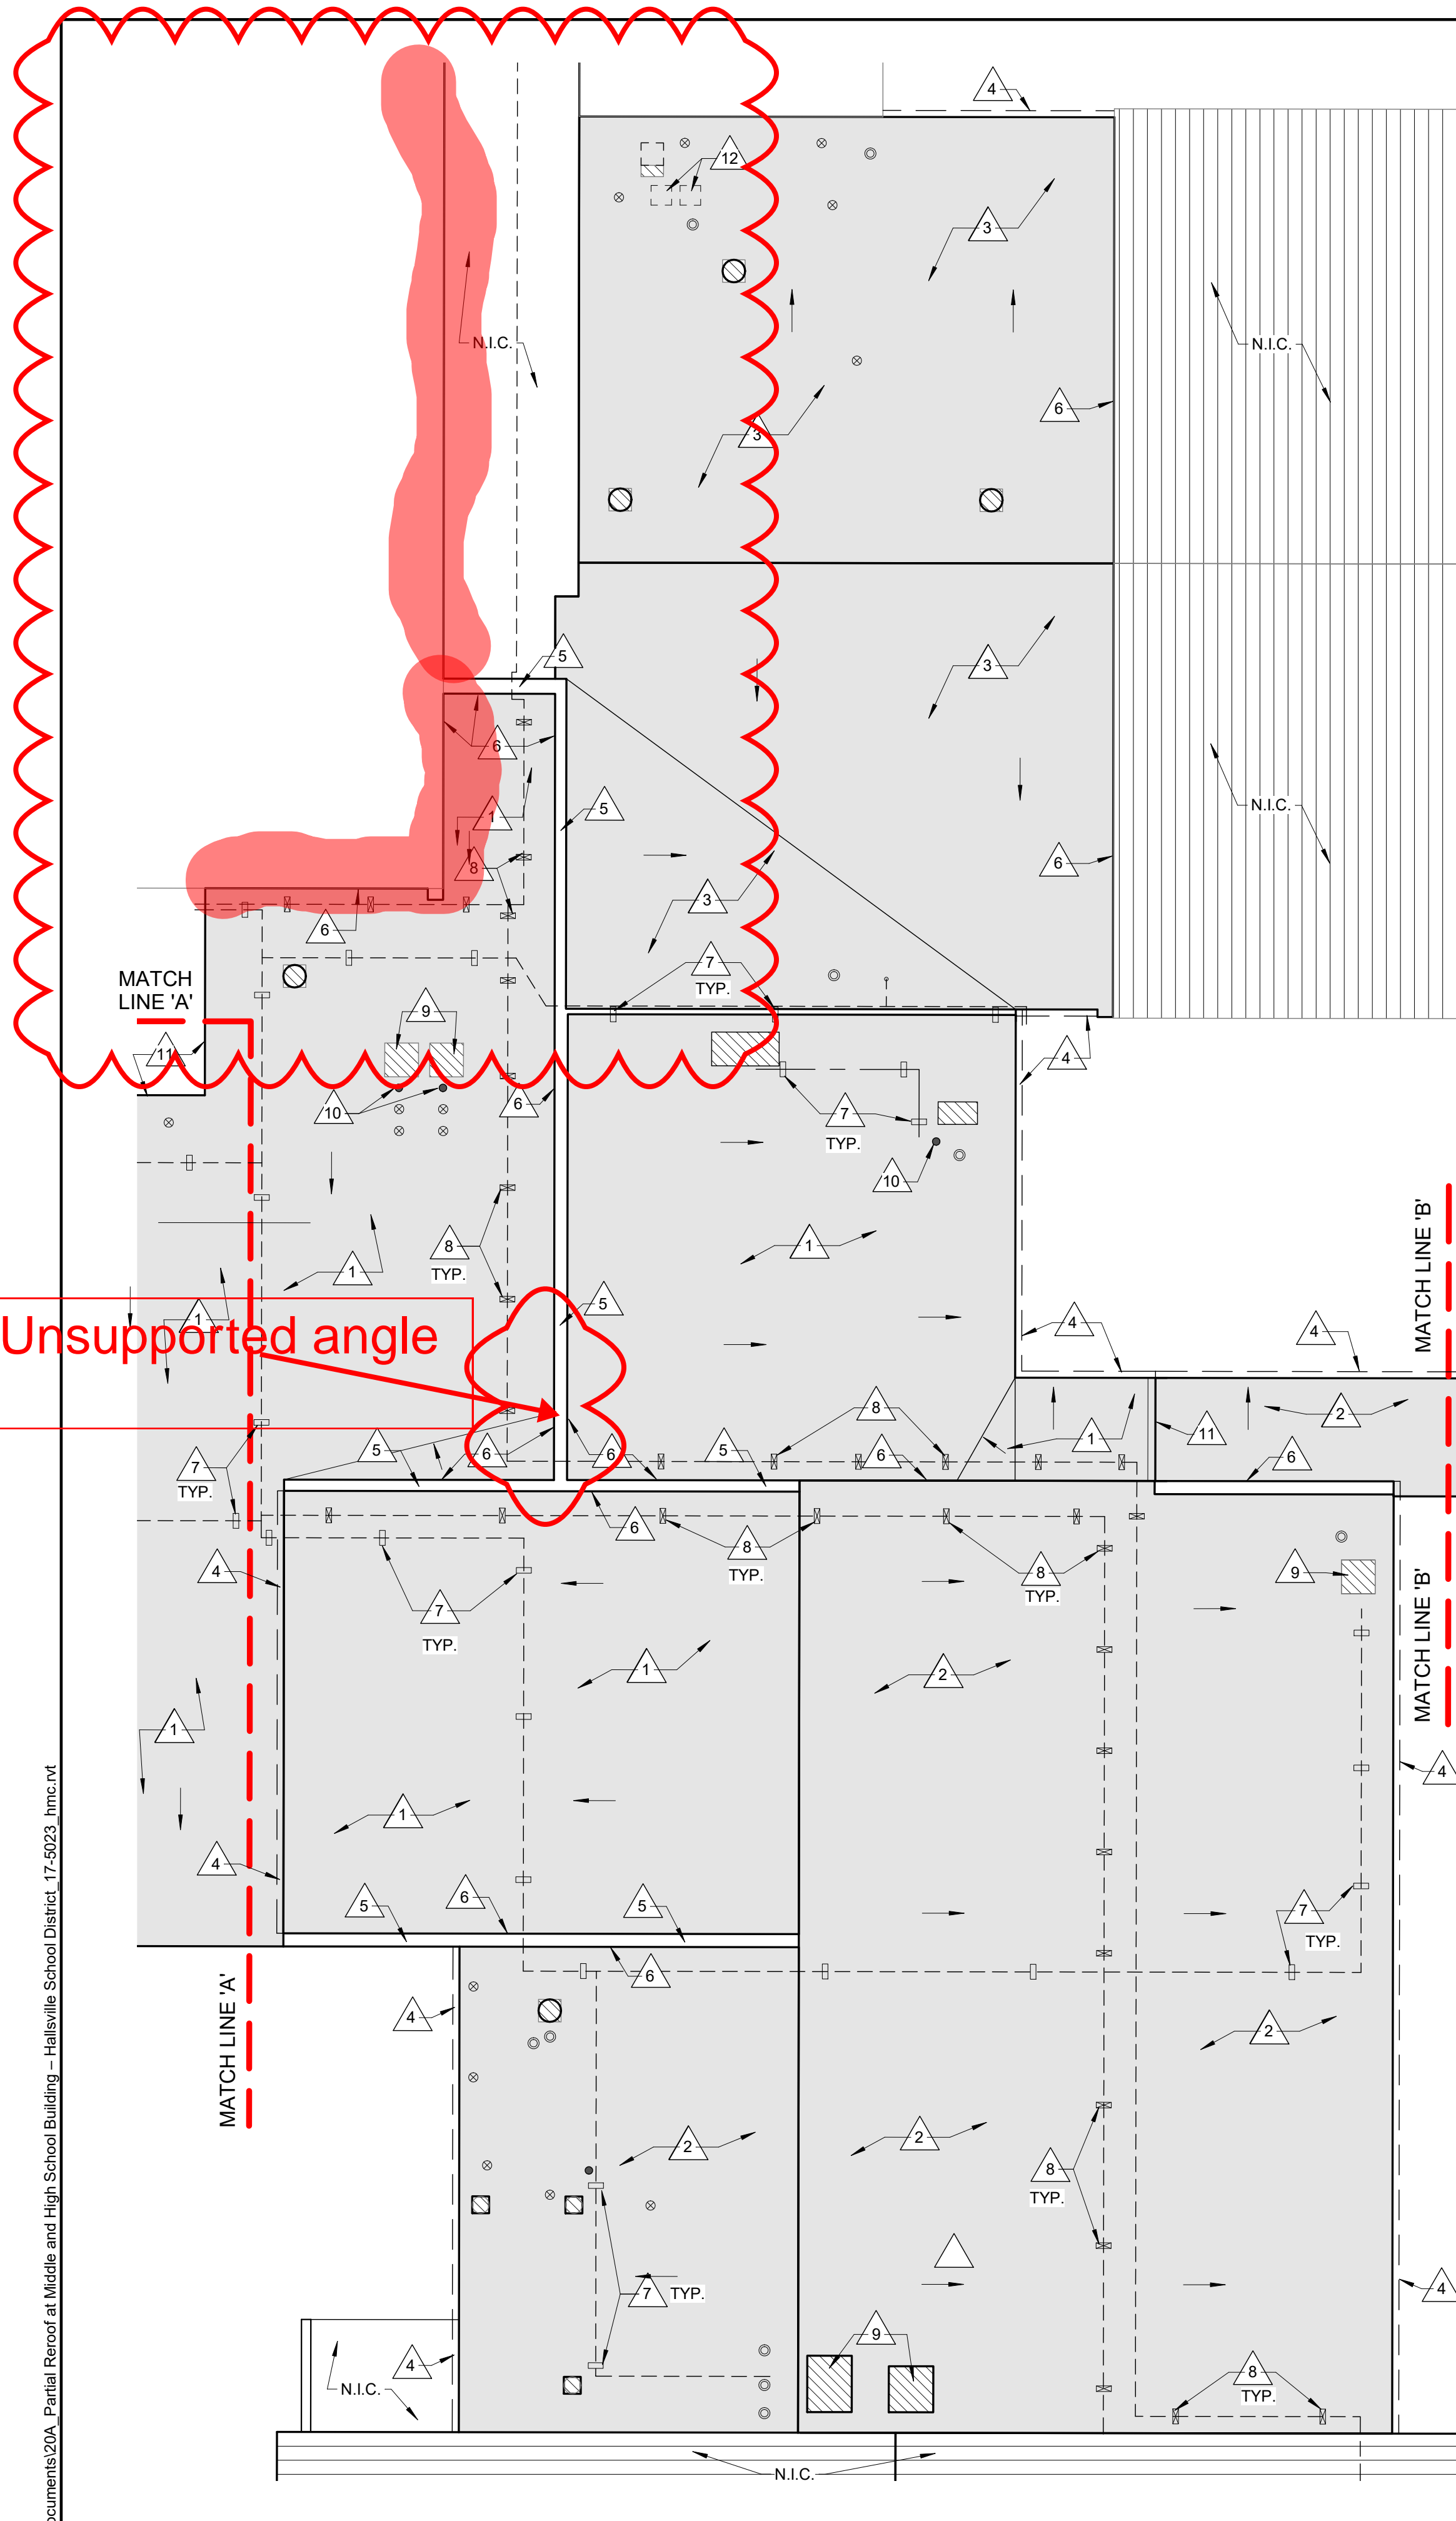 4
12
3
N.I.C.
N.I.C.
6
3
5
3
6
1
5
N.I.C.
8
6
3
6
7
TYP.
MATCH
LINE 'A'
9
11
4
10
6
7
TYP.
10
MATCH LINE 'B'
8
TYP.
1
1
1
5
4
4
Unsupported angle
8
2
5
6
6
5
6
1
11
6
7
TYP.
6
8
TYP.
8
TYP.
9
4
7
TYP.
MATCH LINE 'B'
1
2
1
4
1
4
5
6
5
7
TYP.
6
MATCH LINE 'A'
4
2
2
2
8
TYP.
7
TYP.
4
9
4
N.I.C.
8
TYP.
N.I.C.
ocuments\20A_Partial Reroof at Middle and High School Building – Hallsville School District_17-5023_hmc.rvt